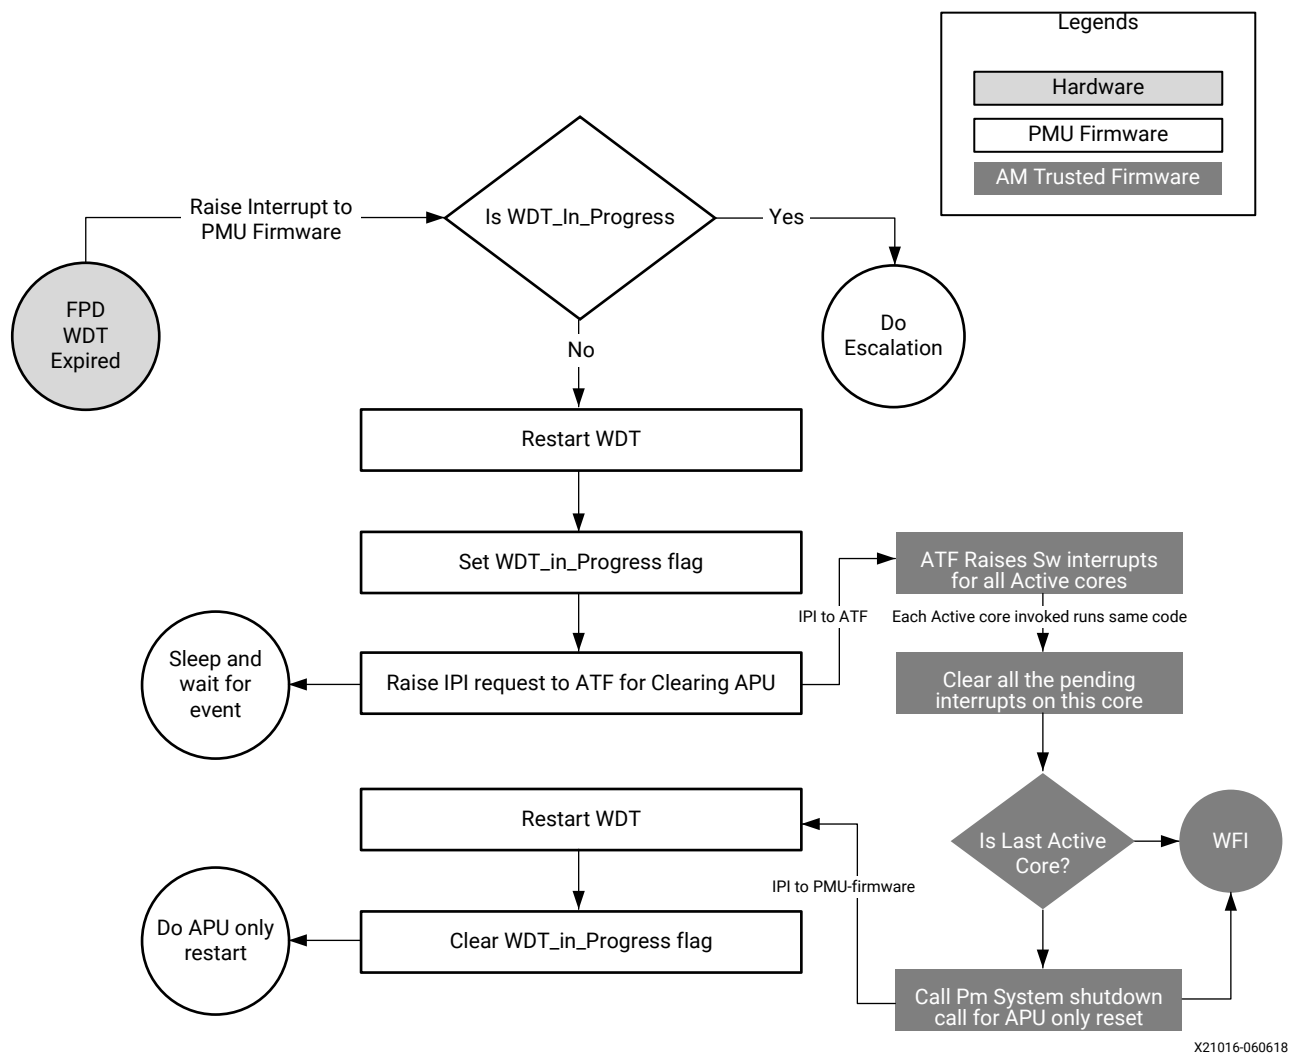 Legends
Hardware
PMU Firmware
AM Trusted Firmware
Raise Interrupt to
PMU Firmware
Is WDT_In_Progress
Yes
FPD
WDT
Expired
Do
Escalation
No
Restart WDT
Set WDT_in_Progress flag
ATF Raises Sw interrupts
for all Active cores
IPI to ATF
Each Active core invoked runs same code
Sleep and
wait for
event
Raise IPI request to ATF for Clearing APU
Clear all the pending
interrupts on this core
Restart WDT
Is Last Active
Core?
WFI
IPI to PMU-firmware
Do APU only
restart
Clear WDT_in_Progress flag
Call Pm System shutdown
call for APU only reset
X21016-060618